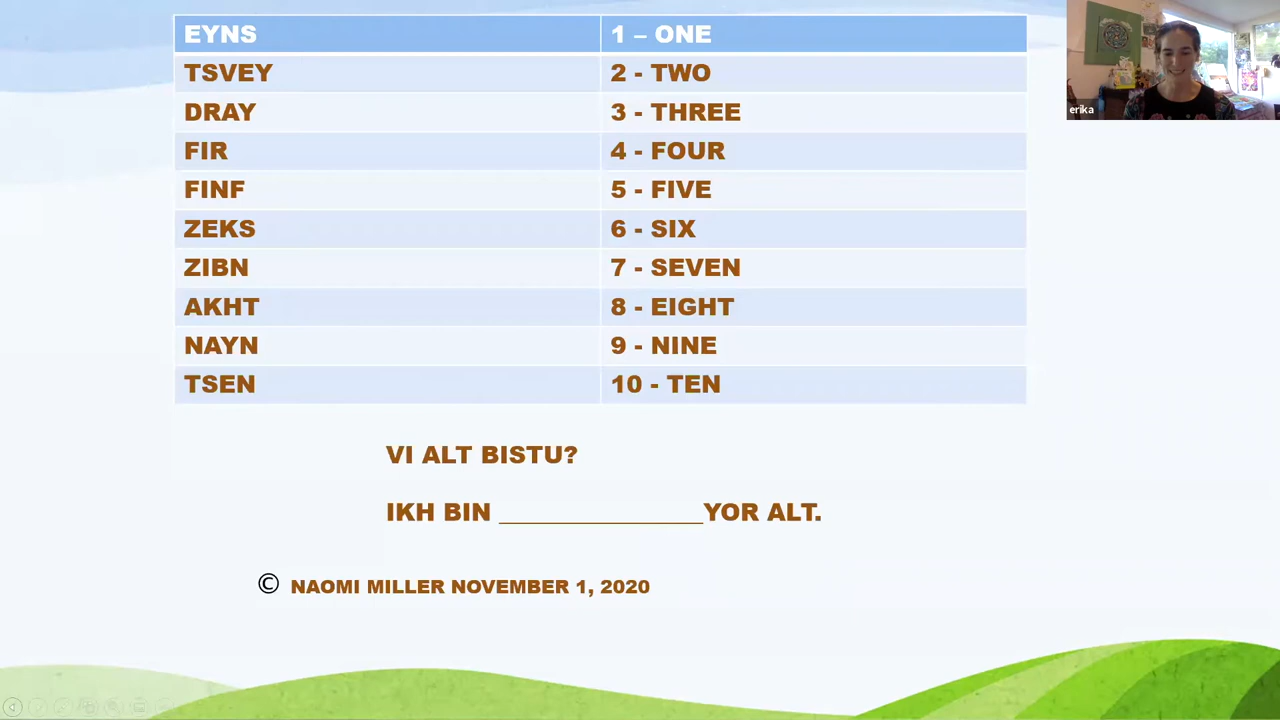 EYNS 1 – ONE
TSVEY 2 - TWO
DRAY 3 - THREE
FIR 4 - FOUR
FINF 5 - FIVE
ZEKS 6 - SIX
ZIBN 7 - SEVEN
AKHT 8 - EIGHT
NAYN 9 - NINE
TSEN 10 - TEN
VI ALT BISTU?
IKH BIN ________________YOR ALT.
© NAOMI MILLER NOVEMBER 1, 2020
erika